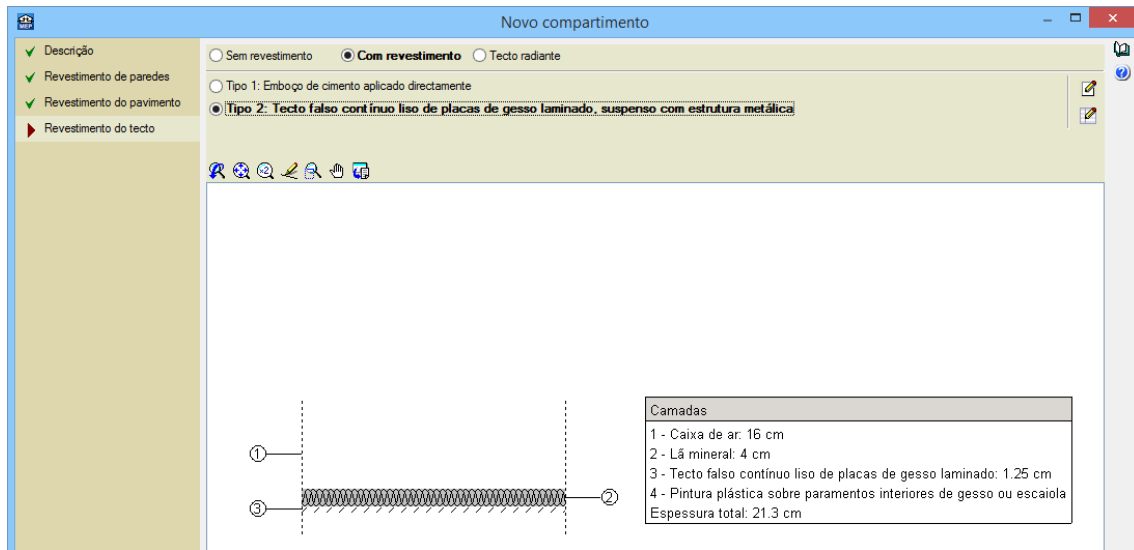 Novo compartimento
Descrição
Revestimento de paredes
Revestimento do pavimento
Revestimento do tecto
Sem revestimento Com revestimento Tecto radiante
Tipo 1: Emboço de cimento aplicado directamente
Tipo 2: Tecto falso contínuo liso de placas de gesso laminado, suspenso com estrutura metálica
Camadas
1 - Caixa de ar: 16 cm
2 - Lã mineral: 4 cm
3 - Tecto falso contínuo liso de placas de gesso laminado: 1.25 cm
4 - Pintura plástica sobre paramentos interiores de gesso ou escaiola
Espessura total: 21.3 cm
1
2
3